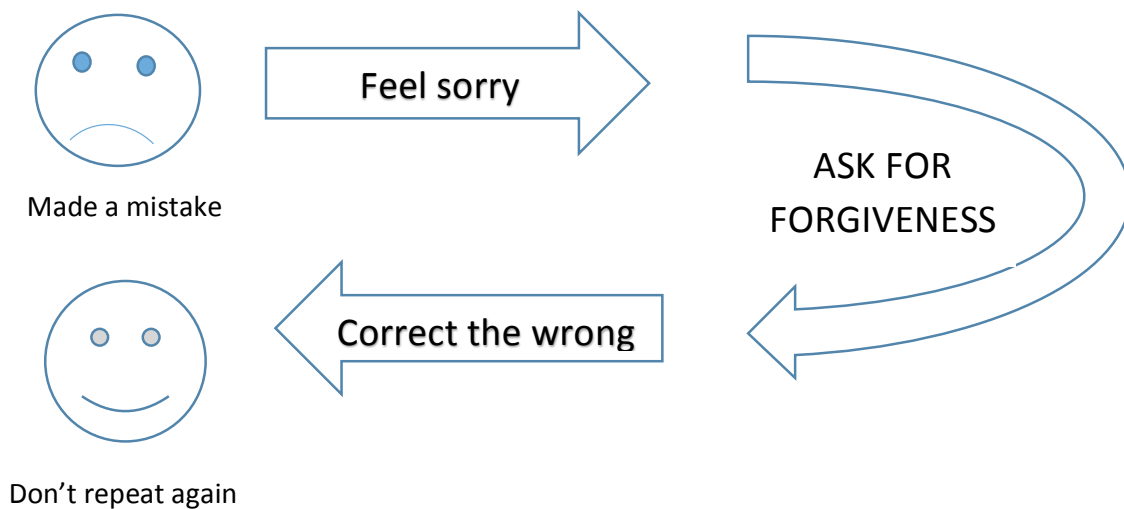 Feel sorry
Made a mistake
ASK FOR
FORGIVENESS
Correct the wrong
Don’t repeat again